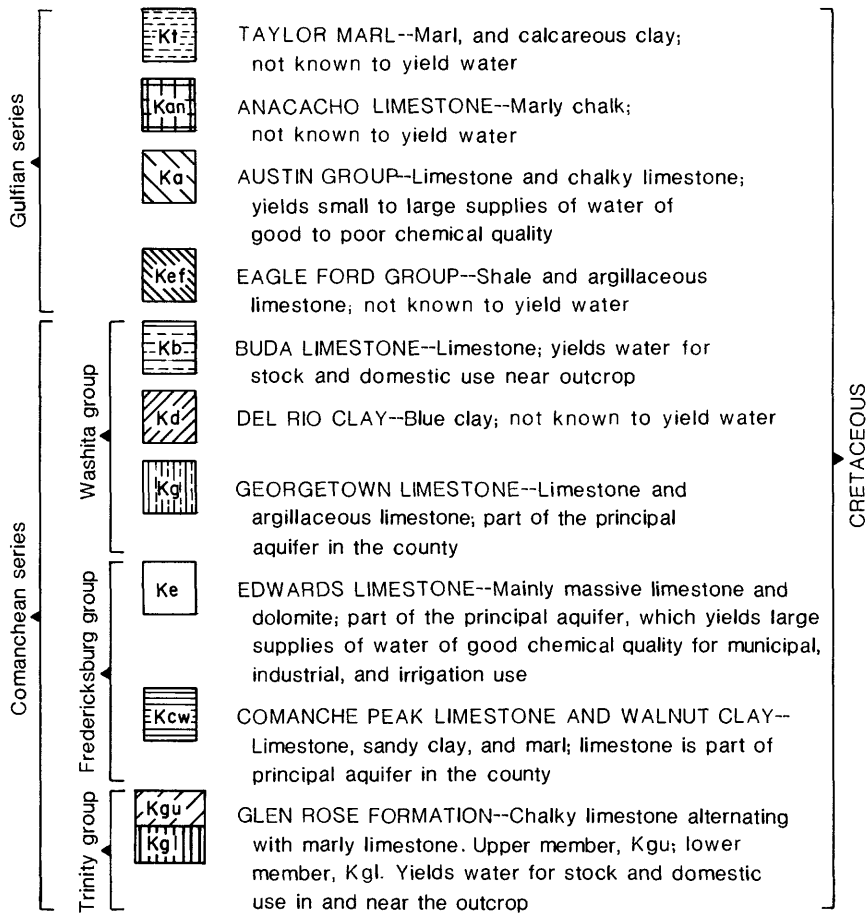 Gulfian series
Kt
TAYLOR MARL--Marl, and calcareous clay;
not known to yield water
Kan
ANACACHO LIMESTONE--Marly chalk;
not known to yield water
Ka
AUSTIN GROUP--Limestone and chalky limestone;
yields small to large supplies of water of
good to poor chemical quality
Kef
EAGLE FORD GROUP--Shale and argillaceous
limestone; not known to yield water
Comanchean series
Washita group
Kb
BUDA LIMESTONE--Limestone; yields water for
stock and domestic use near outcrop
Kd
DEL RIO CLAY--Blue clay; not known to yield water
Kg
GEORGETOWN LIMESTONE--Limestone and
argillaceous limestone; part of the principal
aquifer in the county
Fredericksburg group
Ke
EDWARDS LIMESTONE--Mainly massive limestone and
dolomite; part of the principal aquifer, which yields large
supplies of water of good chemical quality for municipal,
industrial, and irrigation use
Kcw
COMANCHE PEAK LIMESTONE AND WALNUT CLAY--
Limestone, sandy clay, and marl; limestone is part of
principal aquifer in the county
Trinity group
Kgu
Kgl
GLEN ROSE FORMATION--Chalky limestone alternating
with marly limestone. Upper member, Kgu; lower
member, Kgl. Yields water for stock and domestic
use in and near the outcrop
CRETACEOUS